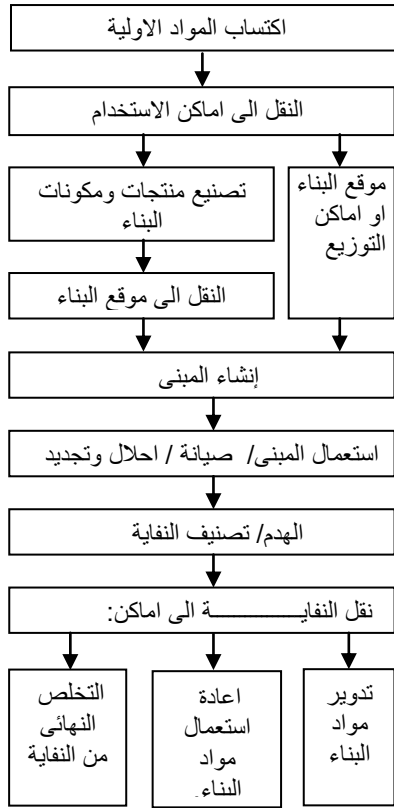 اكتساب المواد الاولية
النقل الى اماكن الاستخدام
موقع البناء
او اماكن
التوزيع
تصنيع منتجات ومكونات
البناء
النقل الى موقع البناء
إنشاء المبنى
استعمال المبنى/ صيانة / احلال وتجديد
الهدم/ تصنيف النفاية
نقل النفايـــــــــــــة الى اماكن:
تدوير
مواد
البناء
اعادة
استعمال
مواد
البناء.
التخلص
النهائى
من النفاية